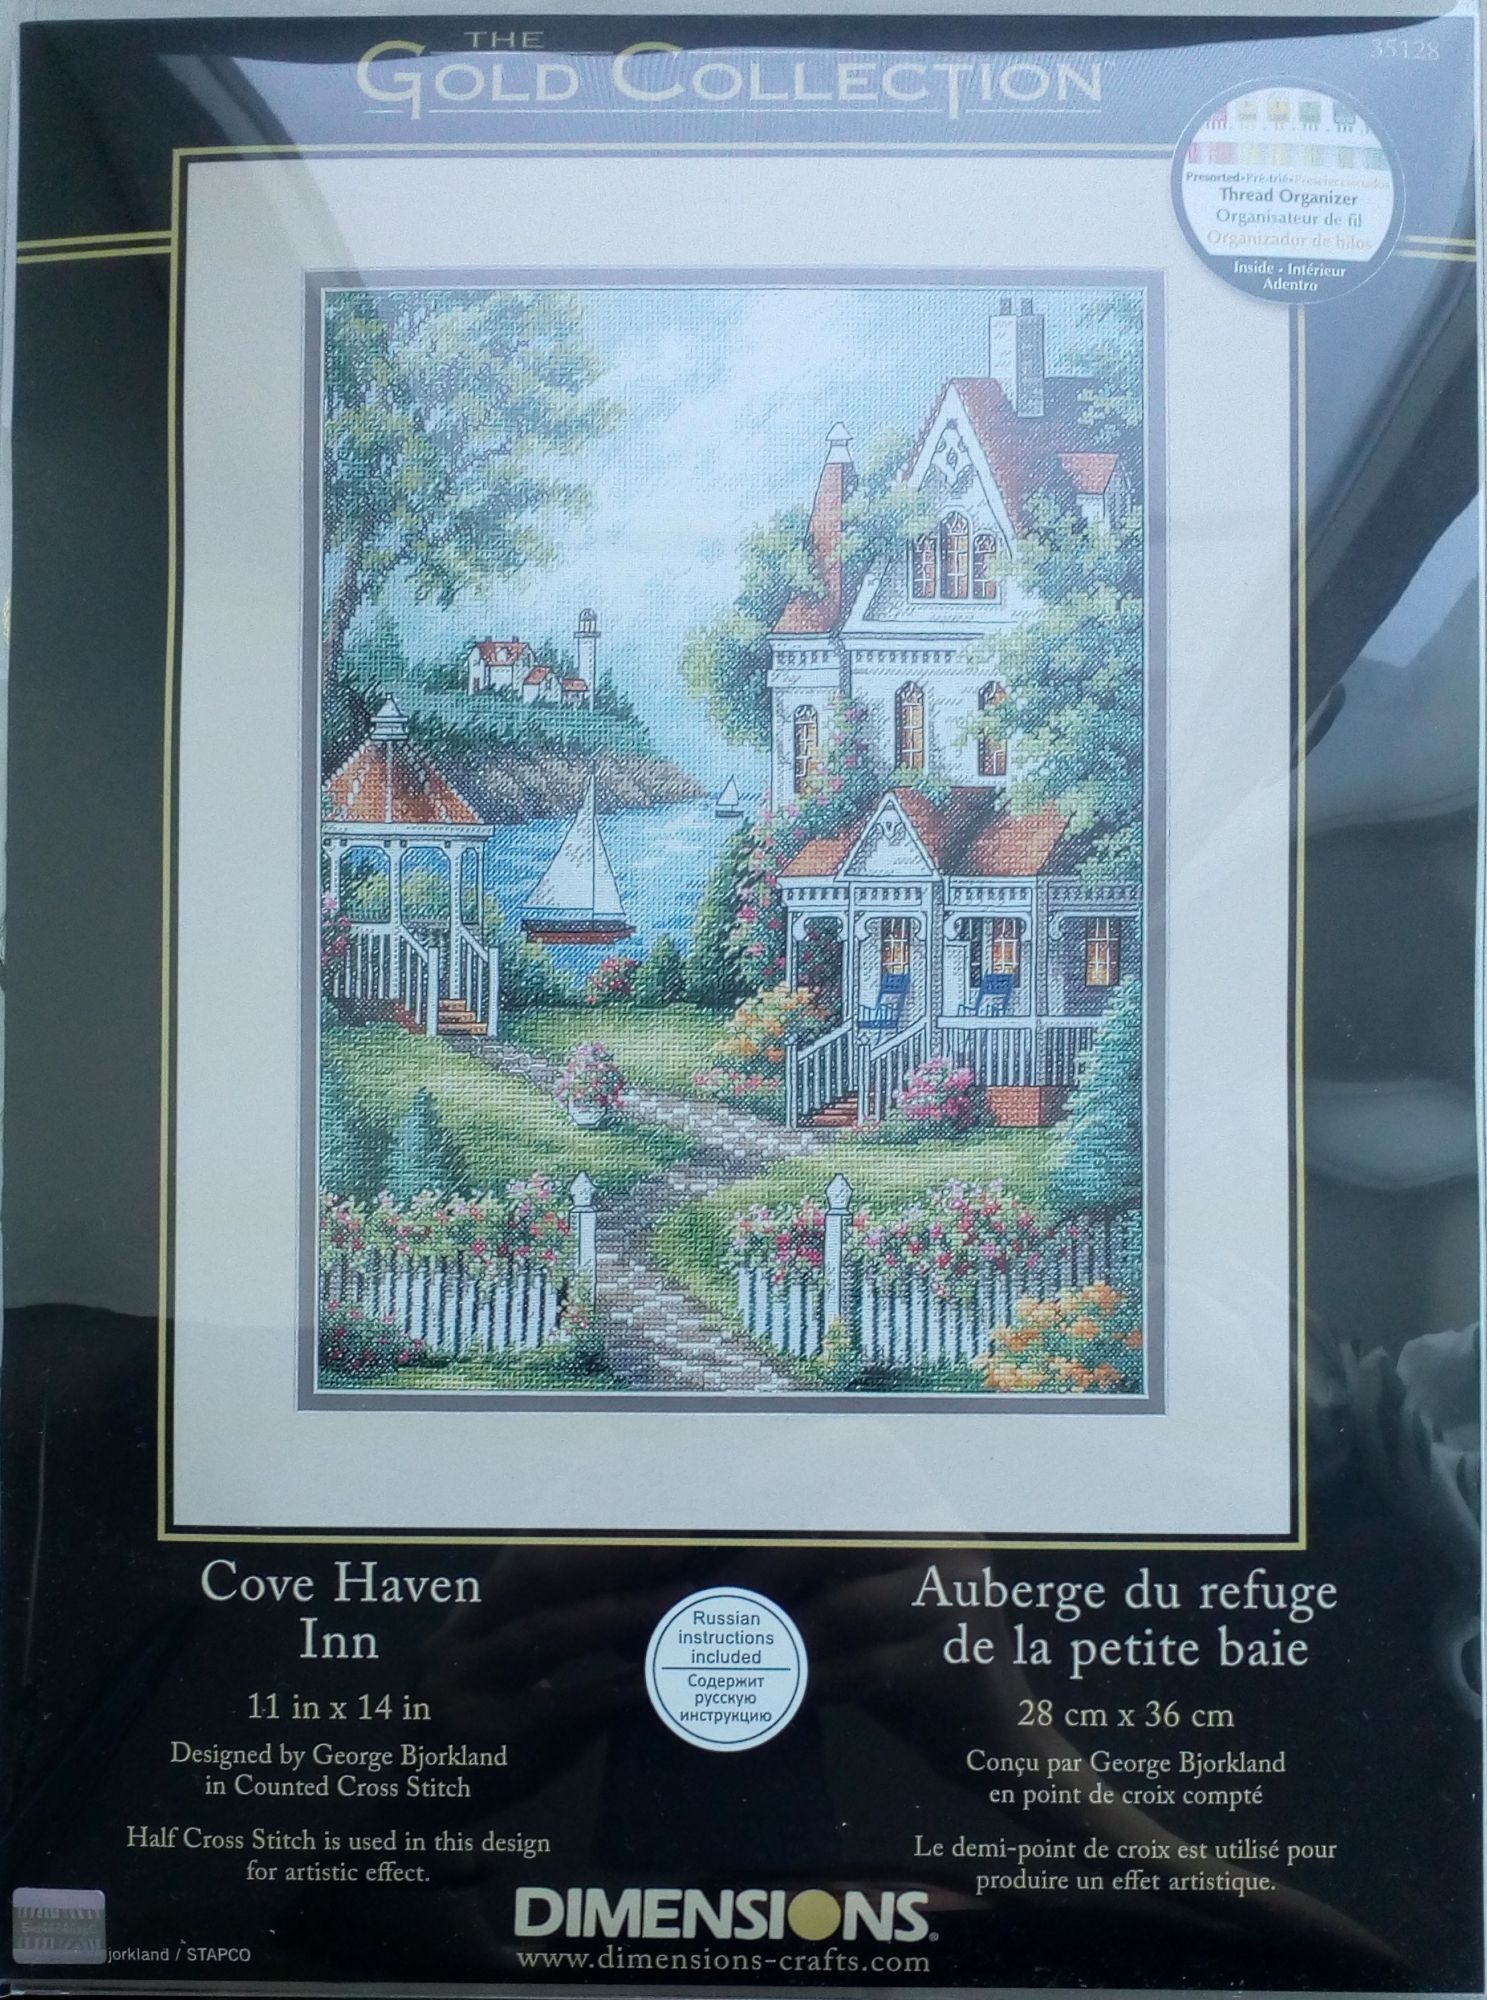 THE
GOLD COLLECTION
35128
Presorted•Pré-trié•Preseleccionados
Thread Organizer
Organisateur de fil
Organizador de hilos
Inside • Intérieur
Adentro
Cove Haven
Inn
11 in x 14 in
Designed by George Bjorkland
in Counted Cross Stitch
Half Cross Stitch is used in this design
for artistic effect.
Russian
instructions
included
Содержит
русскую
инструкцию
Auberge du refuge
de la petite baie
28 cm x 36 cm
Conçu par George Bjorkland
en point de croix compté
Le demi-point de croix est utilisé pour
produire un effet artistique.
DIMENSIONS®
www.dimensions-crafts.com
jorkland / STAPCO